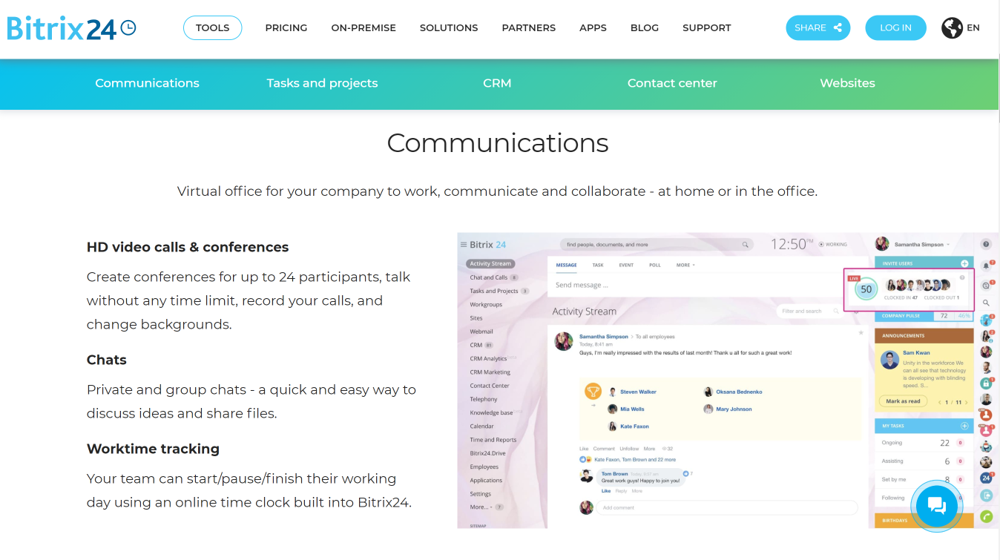 Bitrix24
TOOLS
PRICING
ON-PREMISE
SOLUTIONS
PARTNERS
APPS
BLOG
SUPPORT
SHARE
LOG IN
EN
Communications
Tasks and projects
CRM
Contact center
Websites
Communications
Virtual office for your company to work, communicate and collaborate - at home or in the office.
HD video calls & conferences
Create conferences for up to 24 participants, talk
without any time limit, record your calls, and
change backgrounds.
Chats
Private and group chats - a quick and easy way to
discuss ideas and share files.
Worktime tracking
Your team can start/pause/finish their working
day using an online time clock built into Bitrix24.
Bitrix 24
find people, documents, and more
12:50 PM
WORKING
Samantha Simpson
Activity Stream
Chat and Calls 8
Tasks and Projects
Workgroups
Sites
Webmail
CRM 81
CRM Analytics
CRM Marketing
Contact Center
Telephony
Knowledge base
Calendar
Time and Reports
Bitrix24.Drive
Employees
Applications
Settings
More... 7
SITEMAP
MESSAGE
TASK
EVENT
POLL
MORE
Send message ...
Activity Stream
Filter and search
Samantha Simpson > To all employees
Today, 8:41 am
Guys, I'm really impressed with the results of last month! Thank u all for such a great work!
Steven Walker
Oksana Bednenko
Mia Wells
Mary Johnson
Kate Faxon
Like Comment Unfollow More 32
Kate Faxon, Tom Brown and 22 more
Tom Brown Today, 9:17 am
7
Great work guys! Happy to join you!
Like Reply More
Add comment
INVITE USERS
LIVE
50
CLOCKED IN 47 CLOCKED OUT 1
COMPANY PULSE 72 46%
ANNOUNCEMENTS
Sam Kwan
Unity in the workforce We
can all see that technology
is developing with blinding
speed. S...
Mark as read
< 1 / 11 >
MY TASKS
Ongoing 22 0
Assisting 6 0
Set by me 8 0
Following
BIRTHDAYS
24